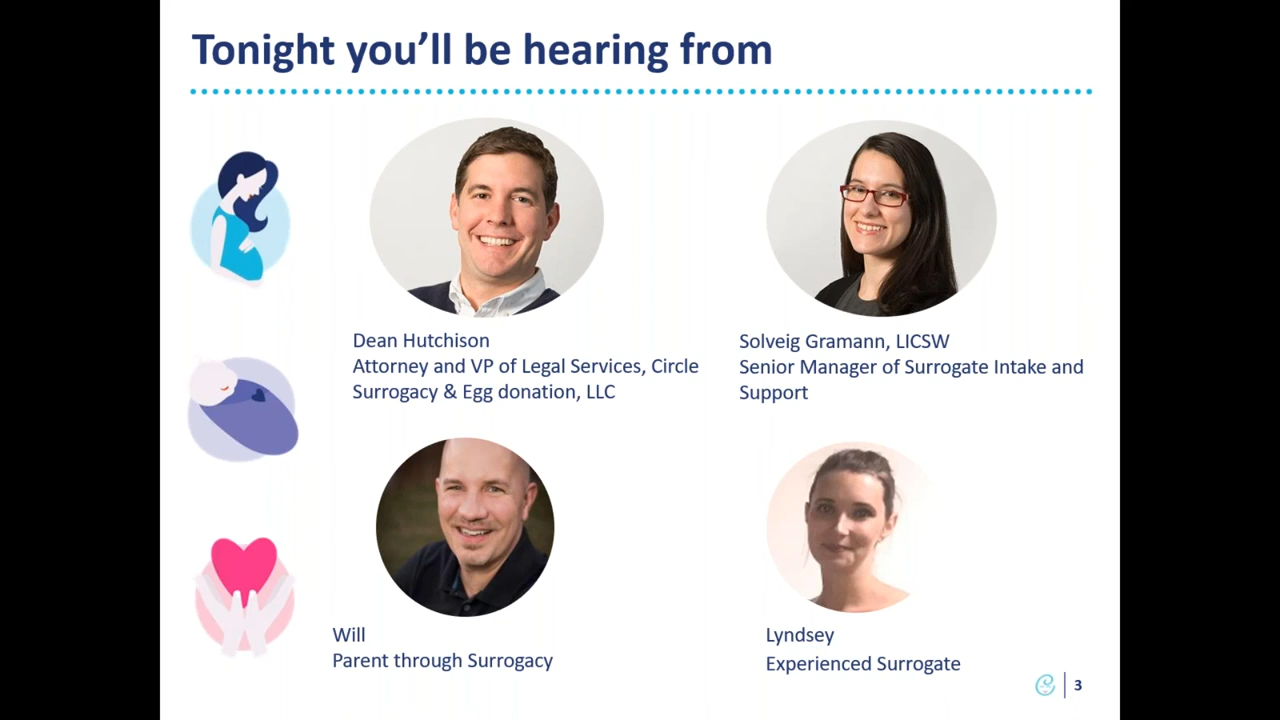 Tonight you’ll be hearing from
Dean Hutchison
Attorney and VP of Legal Services, Circle
Surrogacy & Egg donation, LLC
Solveig Gramann, LICSW
Senior Manager of Surrogate Intake and
Support
Will
Parent through Surrogacy
Lyndsey
Experienced Surrogate
3